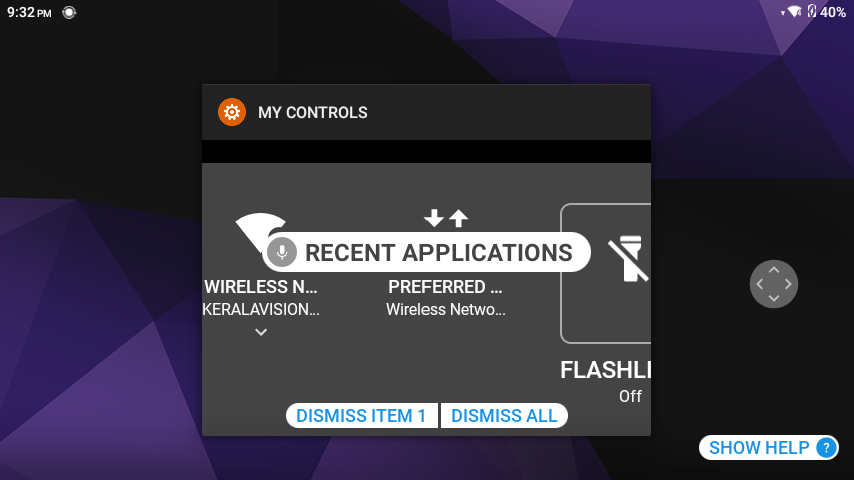 9:32 PM
40%
MY CONTROLS
RECENT APPLICATIONS
WIRELESS N...
PREFERRED ...
KERALAVISION...
Wireless Netwo...
FLASHLI
Off
DISMISS ITEM 1
DISMISS ALL
SHOW HELP ?